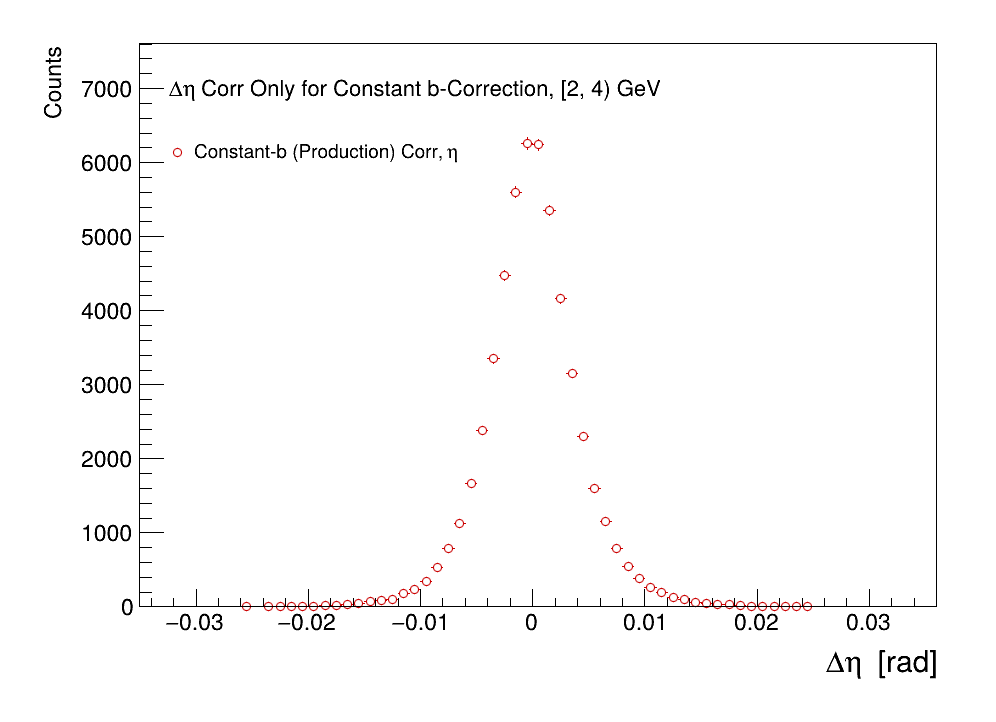 Counts
7000
6000
5000
4000
3000
2000
1000
0
Δη Corr Only for Constant b-Correction, [2, 4) GeV
Constant-b (Production) Corr, η
−0.03 −0.02 −0.01 0 0.01 0.02 0.03
Δη [rad]